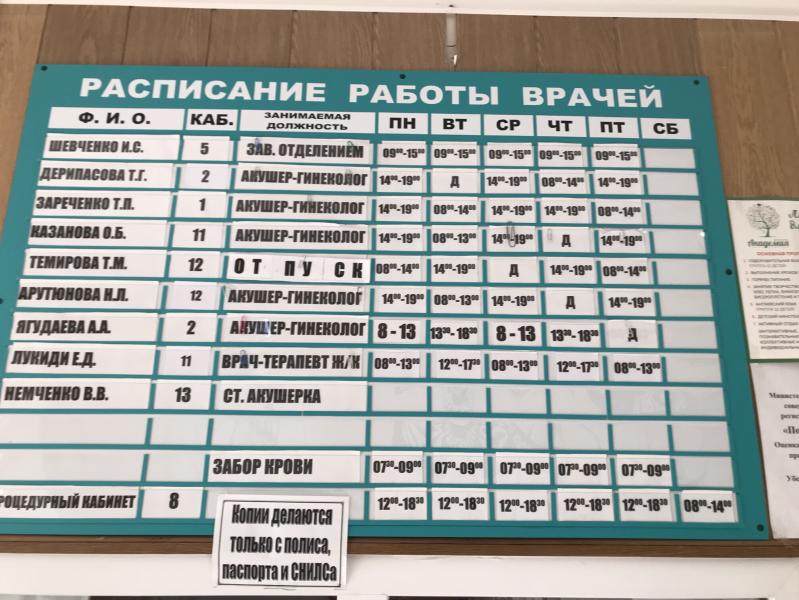 РАСПИСАНИЕ РАБОТЫ ВРАЧЕЙ
Ф. И. О. КАБ. ЗАНИМАЕМАЯ ДОЛЖНОСТЬ ПН ВТ СР ЧТ ПТ СБ
ШЕВЧЕНКО И.С. 5 ЗАВ. ОТДЕЛЕНИЕМ 09⁰⁰-15⁰⁰ 09⁰⁰-15⁰⁰ 09⁰⁰-15⁰⁰ 09⁰⁰-15⁰⁰ 09⁰⁰-15⁰⁰
ДЕРИПАСОВА Т.Г. 2 АКУШЕР-ГИНЕКОЛОГ 14⁰⁰-19⁰⁰ Д 14⁰⁰-19⁰⁰ 08⁰⁰-14⁰⁰ 14⁰⁰-19⁰⁰
ЗАРЕЧЕНКО Т.П. 1 АКУШЕР-ГИНЕКОЛОГ 14⁰⁰-19⁰⁰ 08⁰⁰-14⁰⁰ 14⁰⁰-19⁰⁰ 14⁰⁰-19⁰⁰ 08⁰⁰-14⁰⁰
КАЗАНОВА О.Б. 11 АКУШЕР-ГИНЕКОЛОГ 14⁰⁰-19⁰⁰ 08⁰⁰-13⁰⁰ 14⁰⁰-19⁰⁰ Д 14⁰⁰-19⁰⁰
ТЕМИРОВА Т.М. 12 ОТПУСК 08⁰⁰-14⁰⁰ 14⁰⁰-19⁰⁰ Д 14⁰⁰-19⁰⁰ 08⁰⁰-14⁰⁰
АРУТЮНОВА Н.Л. 12 АКУШЕР-ГИНЕКОЛОГ 14⁰⁰-19⁰⁰ 08⁰⁰-13⁰⁰ 14⁰⁰-19⁰⁰ Д 14⁰⁰-19⁰⁰
ЯГУДАЕВА А.А. 2 АКУШЕР-ГИНЕКОЛОГ 8-13 13³⁰-18³⁰ 8-13 13³⁰-18³⁰ Д
ЛУКИДИ Е.Д. 11 ВРАЧ-ТЕРАПЕВТ Ж/К 08⁰⁰-13⁰⁰ 12⁰⁰-17³⁰ 08⁰⁰-13⁰⁰ 12⁰⁰-17⁰⁰ 08⁰⁰-13⁰⁰
НЕМЧЕНКО В.В. 13 СТ. АКУШЕРКА
ЗАБОР КРОВИ 07³⁰-09⁰⁰ 07³⁰-09⁰⁰ 07³⁰-09⁰⁰ 07³⁰-09⁰⁰ 07³⁰-09⁰⁰
РОЦЕДУРНЫЙ КАБИНЕТ 8 12⁰⁰-18³⁰ 12⁰⁰-18³⁰ 12⁰⁰-18³⁰ 12⁰⁰-18³⁰ 12⁰⁰-18³⁰ 08⁰⁰-14⁰⁰
Копии делаются
только с полиса,
паспорта и СНИЛСа
Академия